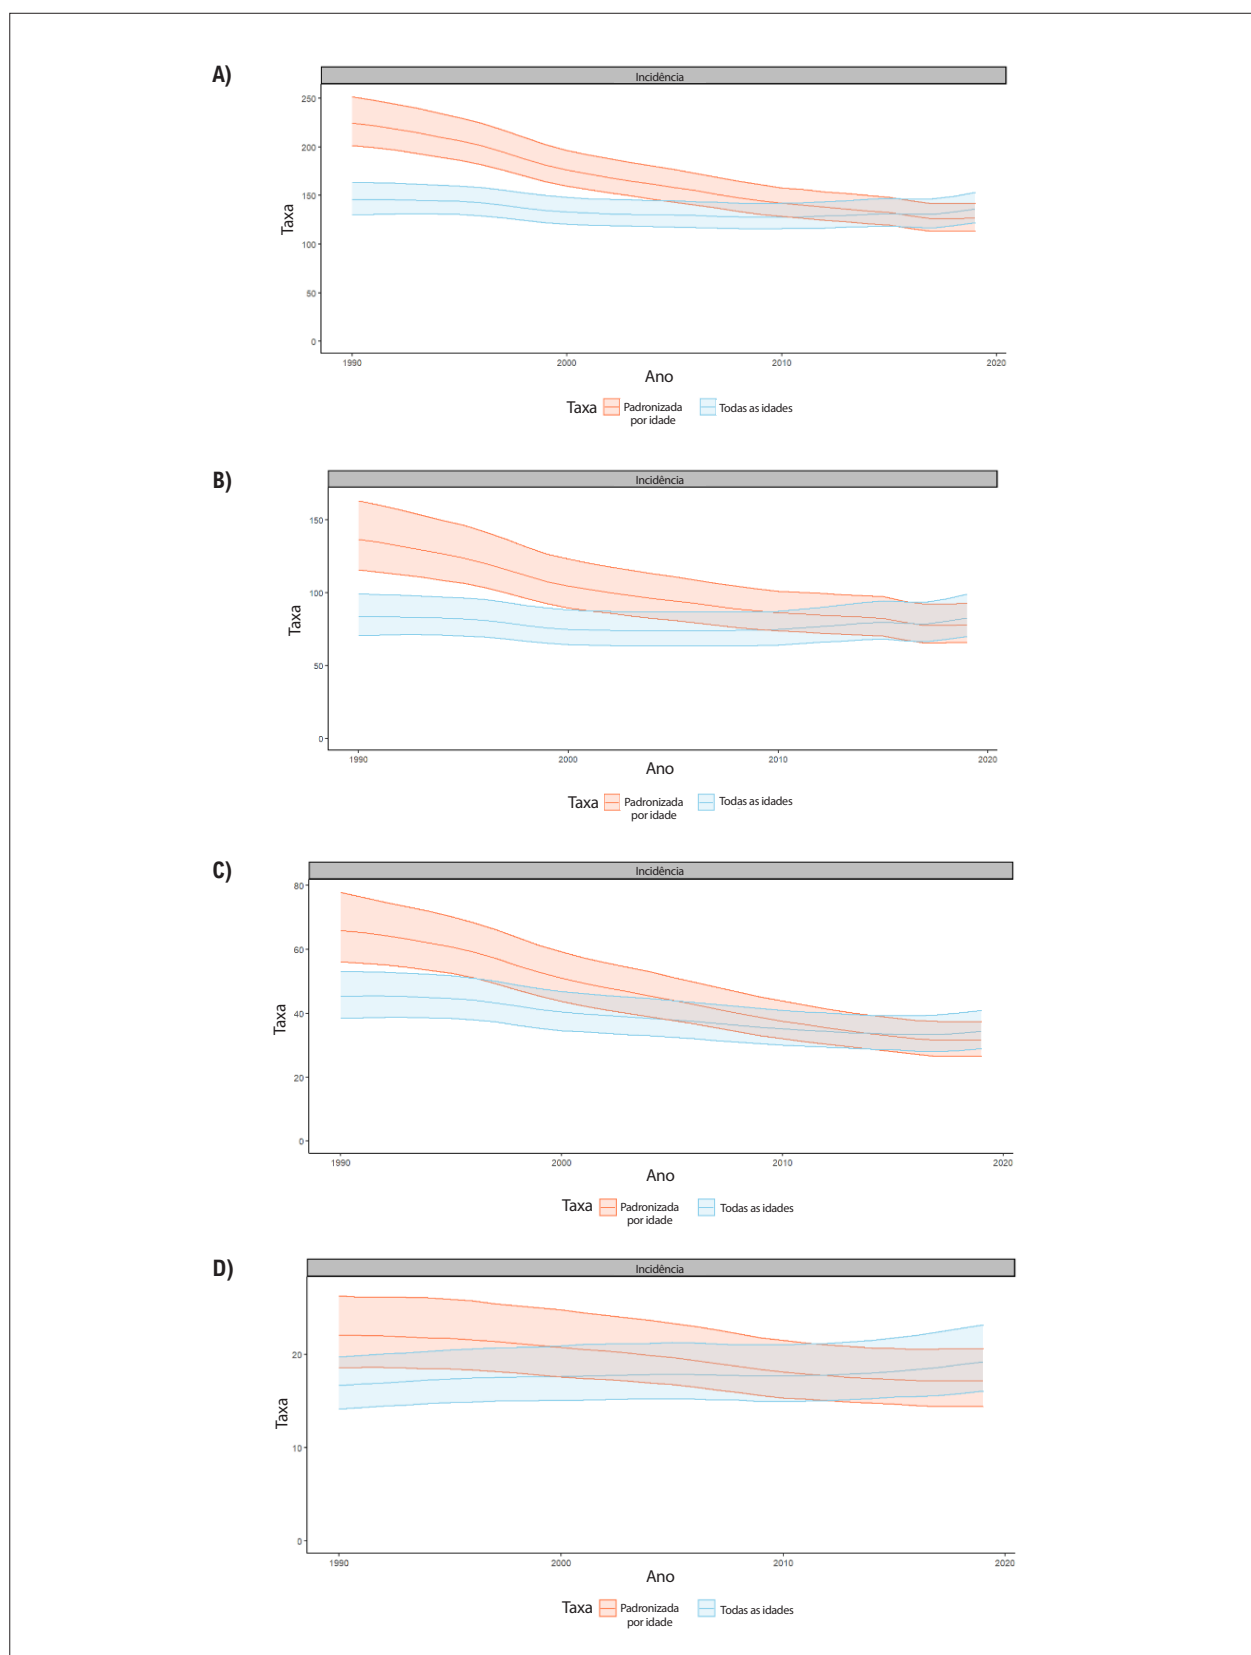 A)
Incidência
250
200
150
100
50
0
Taxa
1990
2000
2010
2020
Ano
Taxa
Padronizada
por idade
Todas as idades
B)
Incidência
150
100
50
0
Taxa
1990
2000
2010
2020
Ano
Taxa
Padronizada
por idade
Todas as idades
C)
Incidência
80
60
40
20
0
Taxa
1990
2000
2010
2020
Ano
Taxa
Padronizada
por idade
Todas as idades
D)
Incidência
20
10
0
Taxa
1990
2000
2010
2020
Ano
Taxa
Padronizada
por idade
Todas as idades